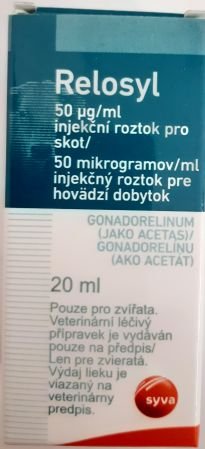 Relosyl
50 µg/ml
injekční roztok pro
skot/
50 mikrogramov/ml
injekčný roztok pre
hovädzí dobytok
GONADORELINUM
(JAKO ACETAS)/
GONADORELÍNU
(AKO ACETÁT)
20 ml
Pouze pro zvířata.
Veterinární léčivý
přípravek je vydáván
pouze na předpis/
Len pre zvieratá.
Výdaj lieku je
viazaný na
veterinárny
predpis.
syva